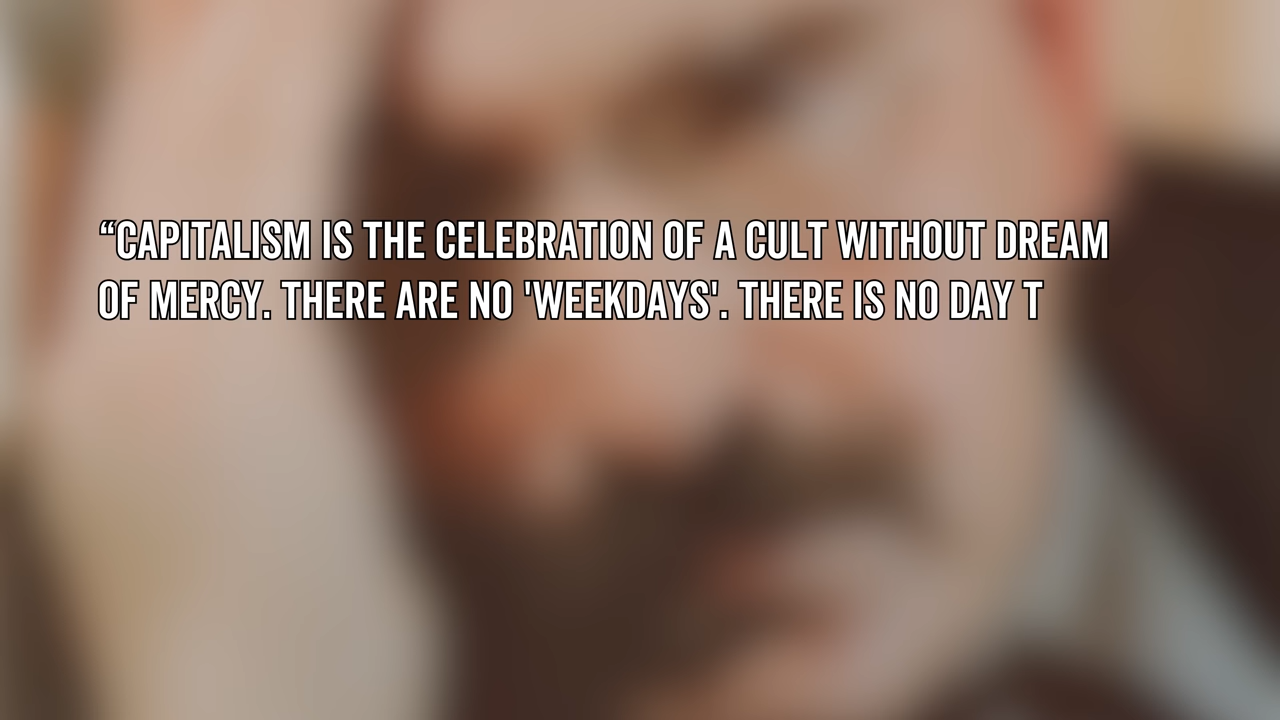 “CAPITALISM IS THE CELEBRATION OF A CULT WITHOUT DREAM
OF MERCY. THERE ARE NO 'WEEKDAYS'. THERE IS NO DAY T